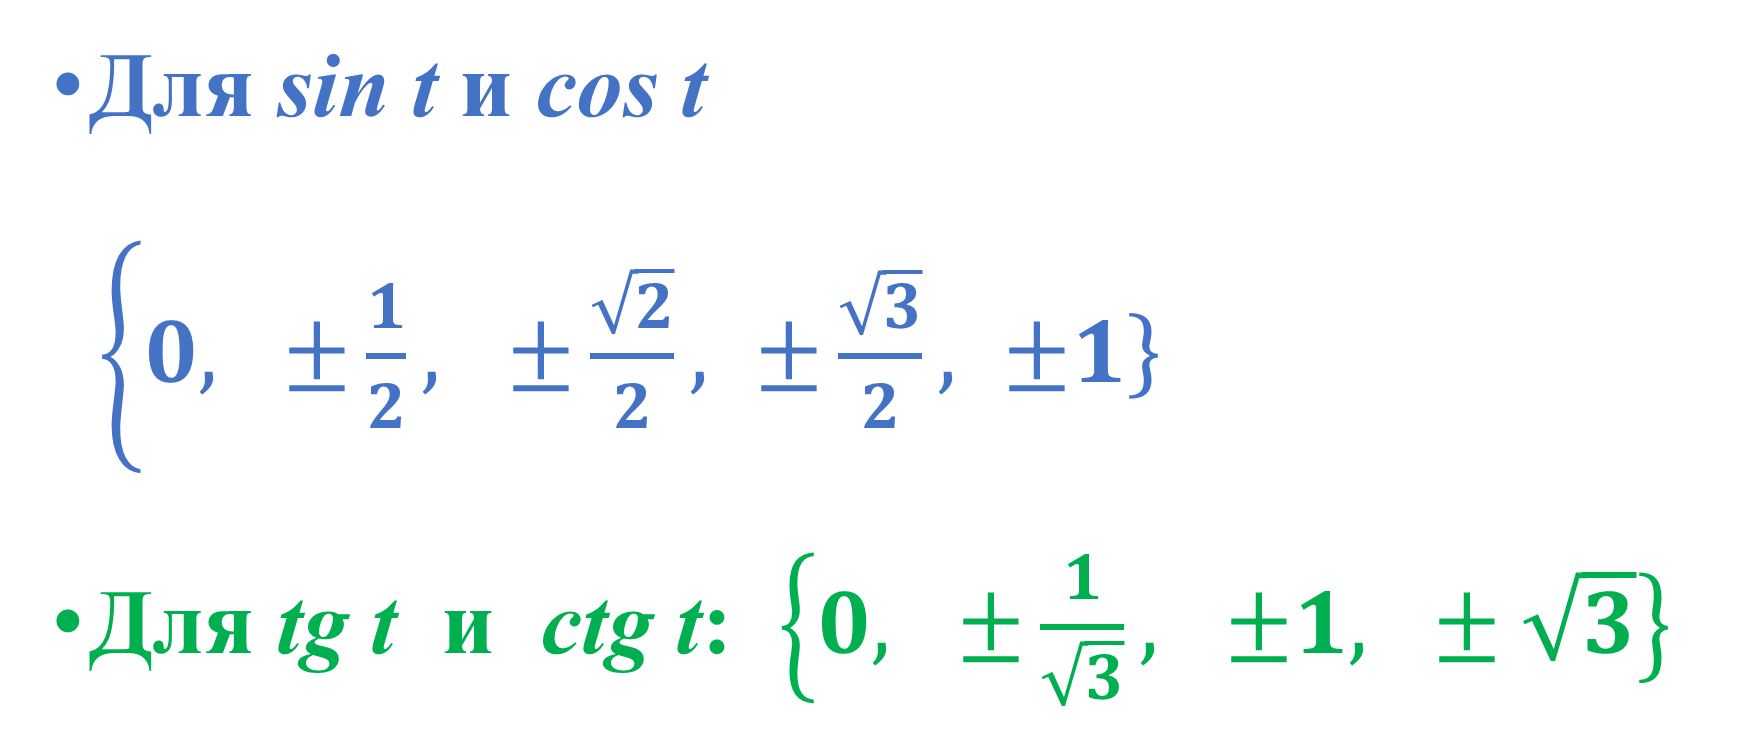 •Для sin t и cos t
{0, ±1/2, ±√2/2, ±√3/2, ±1}
•Для tg t и ctg t: {0, ±1/√3, ±1, ±√3}